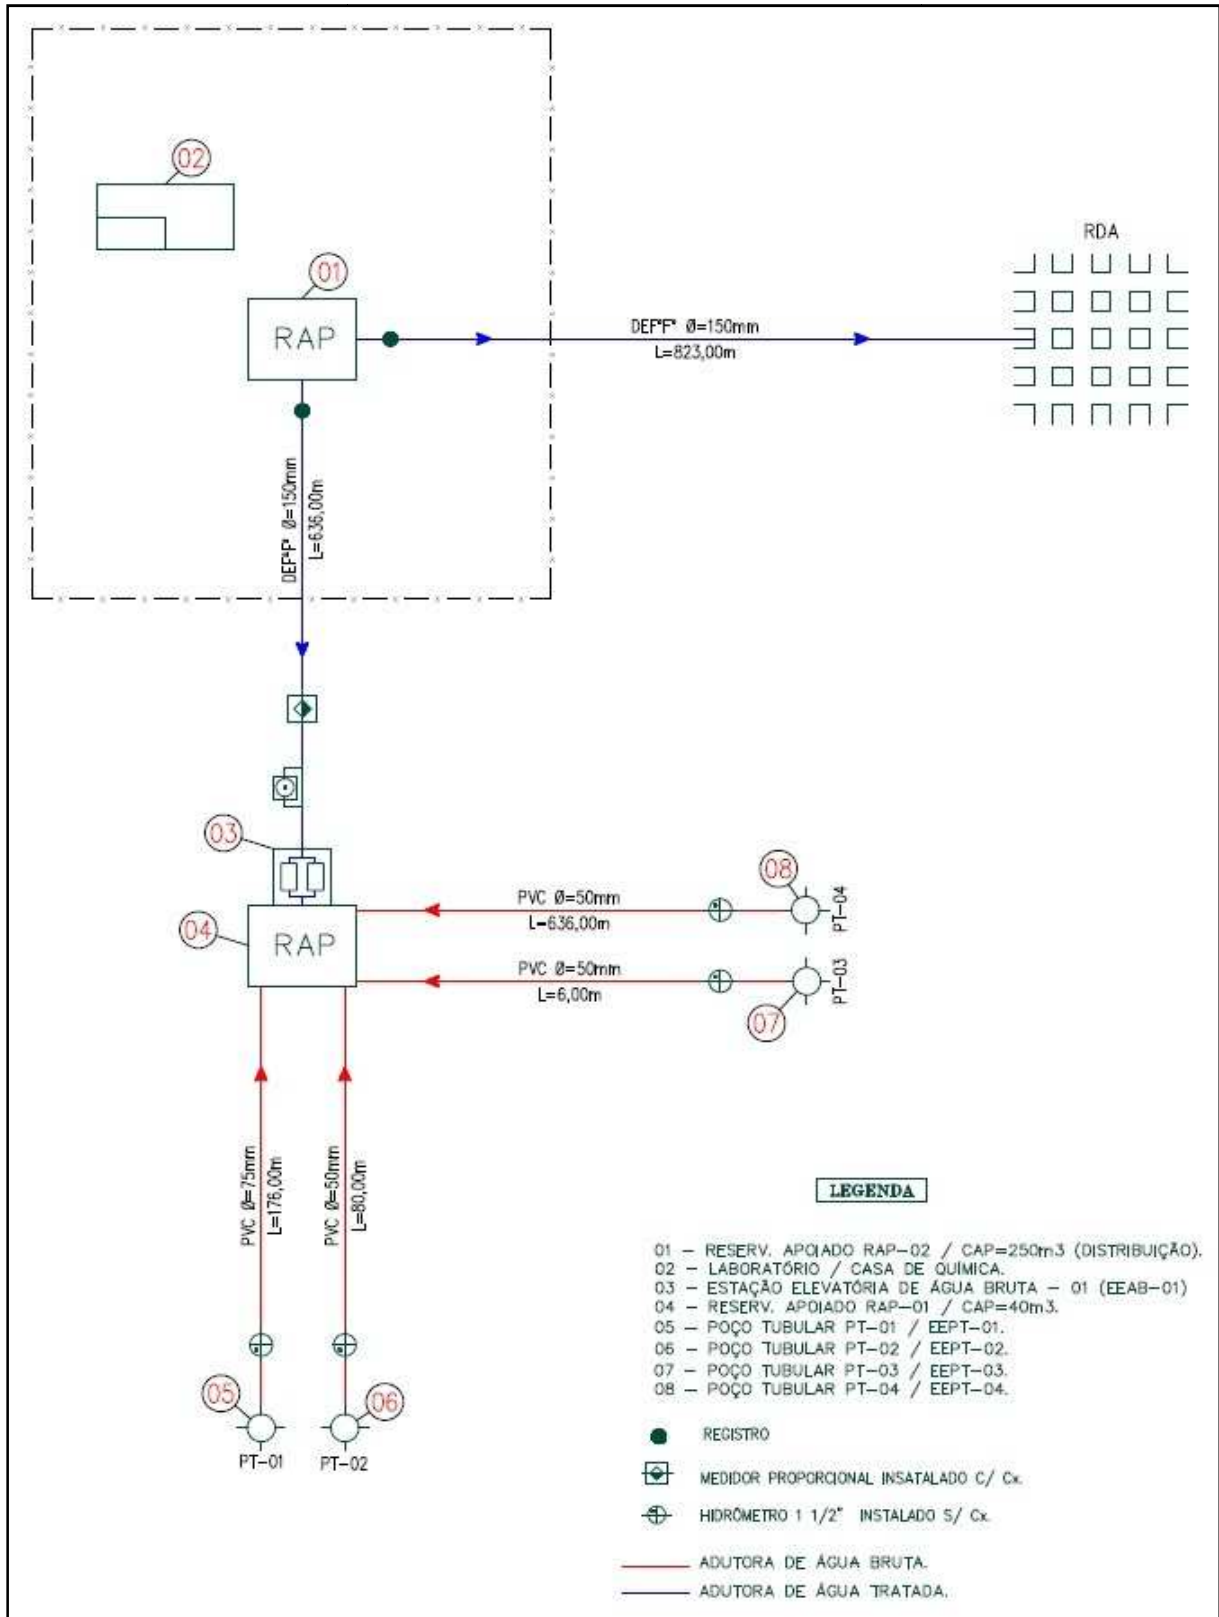 02
01
RAP
RDA
DEFºFº Ø=150mm
L=823,00m
DEFºFº Ø=150mm
L=636,00m
03
04
RAP
PVC Ø=50mm
L=636,00m
08
PT-04
PVC Ø=50mm
L=6,00m
07
PT-03
PVC Ø=75mm
L=176,00m
PVC Ø=50mm
L=80,00m
05
06
PT-01
PT-02
LEGENDA
01 - RESERV. APOIADO RAP-02 / CAP=250m3 (DISTRIBUIÇÃO).
02 - LABORATÓRIO / CASA DE QUÍMICA.
03 - ESTAÇÃO ELEVATÓRIA DE ÁGUA BRUTA - 01 (EEAB-01)
04 - RESERV. APOIADO RAP-01 / CAP=40m3.
05 - POÇO TUBULAR PT-01 / EEPT-01.
06 - POÇO TUBULAR PT-02 / EEPT-02.
07 - POÇO TUBULAR PT-03 / EEPT-03.
08 - POÇO TUBULAR PT-04 / EEPT-04.
REGISTRO
MEDIDOR PROPORCIONAL INSATALADO C/ Cx.
HIDRÔMETRO 1 1/2" INSTALADO S/ Cx.
ADUTORA DE ÁGUA BRUTA.
ADUTORA DE ÁGUA TRATADA.